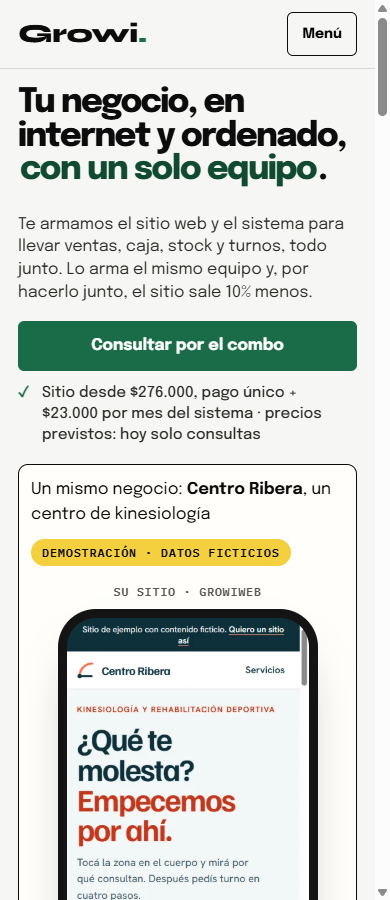 Growi.
Menú
Tu negocio, en
internet y ordenado,
con un solo equipo.
Te armamos el sitio web y el sistema para
llevar ventas, caja, stock y turnos, todo
junto. Lo arma el mismo equipo y, por
hacerlo junto, el sitio sale 10% menos.
Consultar por el combo
✓ Sitio desde $276.000, pago único +
$23.000 por mes del sistema · precios
previstos: hoy solo consultas
Un mismo negocio: Centro Ribera, un
centro de kinesiología
DEMOSTRACIÓN · DATOS FICTICIOS
SU SITIO · GROWIWEB
Sitio de ejemplo con contenido ficticio. Quiero un sitio
así
Centro Ribera
Servicios
KINESIOLOGÍA Y REHABILITACIÓN DEPORTIVA
¿Qué te
molesta?
Empecemos
por ahí.
Tocá la zona en el cuerpo y mirá por
qué consultan. Después pedís turno en
cuatro pasos.